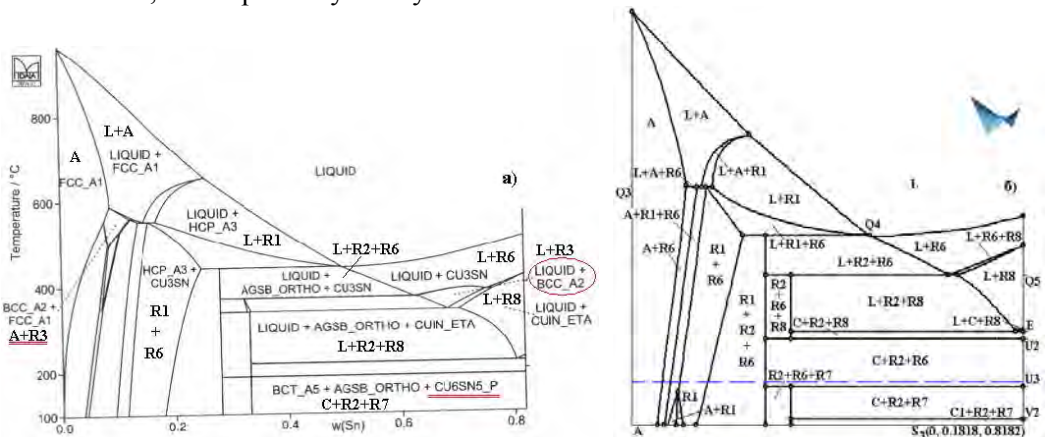 800
600
400
200
100
Temperature / °C
0.0
0.2
0.4
0.6
0.8
w(Sn)
а)
A
FCC_A1
L+A
LIQUID +
FCC_A1
LIQUID
LIQUID +
HCP_A3
L+R1
L+R2+R6
L+R6
L+R3
LIQUID +
BCC_A2
HCP_A3 +
CU3SN
LIQUID +
AGSB_ORTHO + CU3SN
LIQUID + CU3SN
L+R8
LIQUID +
CUIN_ETA
BCC_A2 +
FCC_A1
A+R3
R1
+
R6
LIQUID + AGSB_ORTHO + CUIN_ETA
L+R2+R8
BCT_A5 + AGSB_ORTHO + CU6SN5_P
C+R2+R7
б)
L+A
A
L
L+A+R6
L+A+R1
Q3
A+R1+R6
L+R1
Q4
A+R6
R1
+
R6
L+R1+R6
L+R6
L+R6+R8
L+R2+R6
L+R8
Q5
R2
+
R6
+
R8
R1
+
R2
+
R6
L+R2+R8
C+R2+R8
L+C+R8
E
U2
C+R2+R6
R2+R6+R7
U3
R1
C+R2+R7
A+R1
C1+R2+R7
V2
A
S3(0, 0.1818, 0.8182)